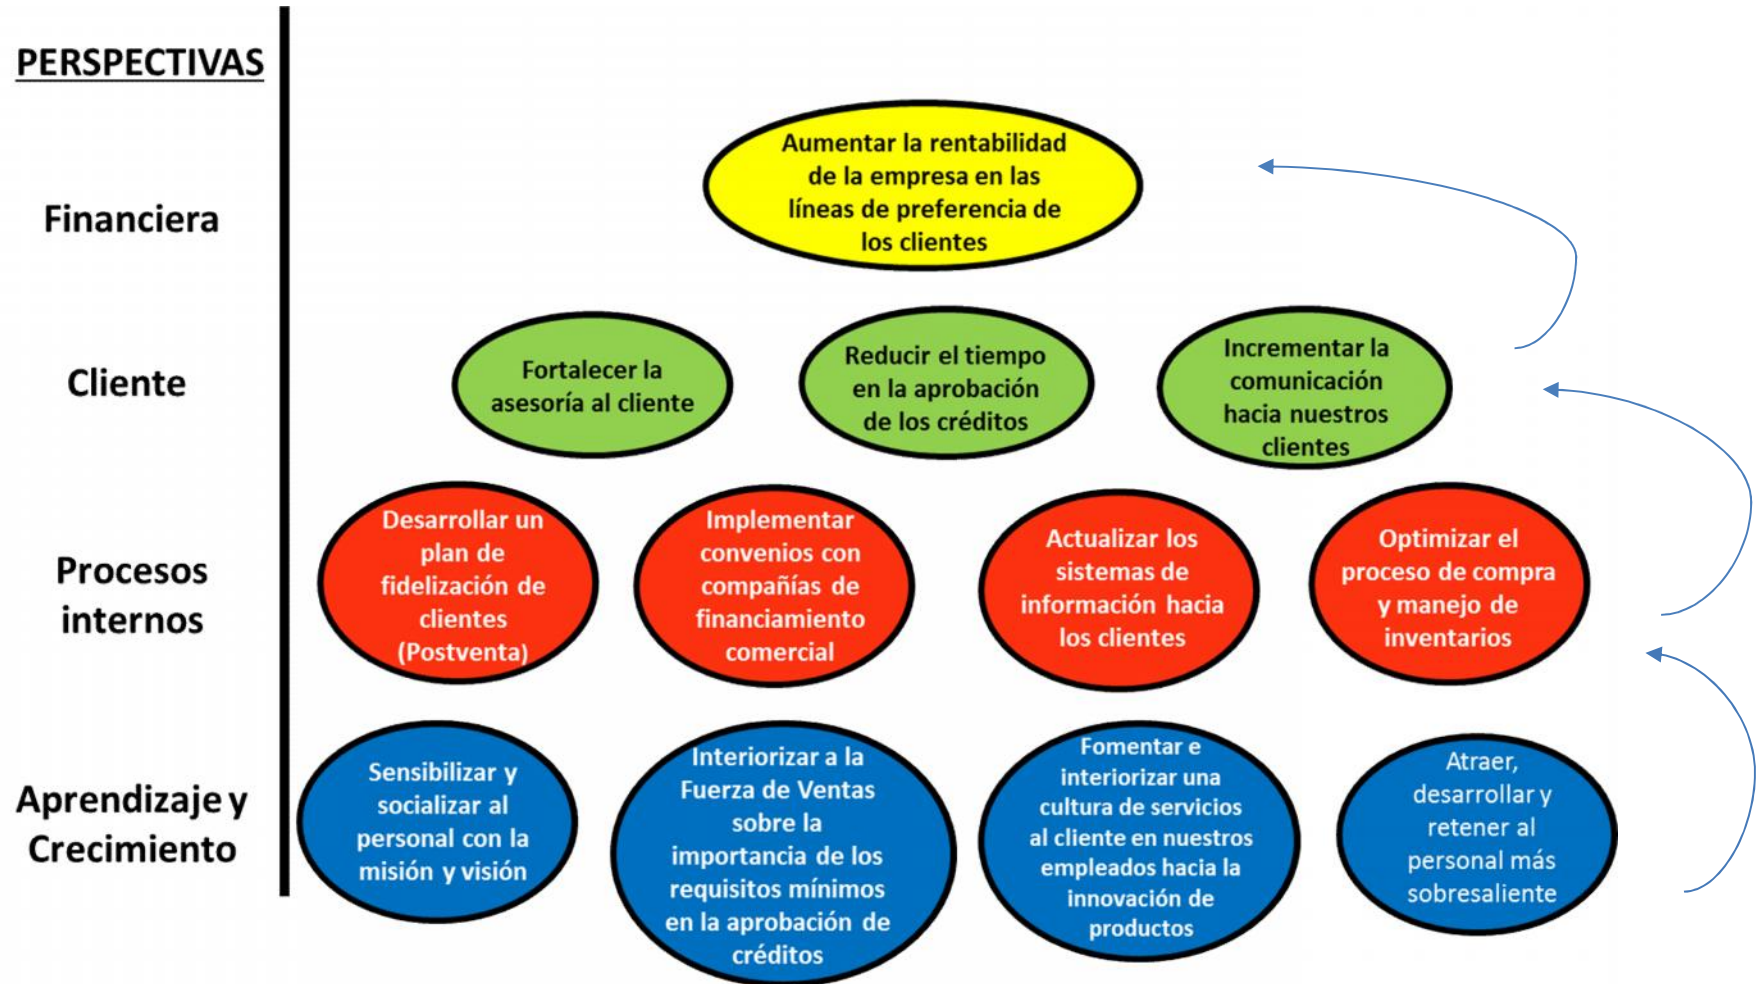 PERSPECTIVAS
Financiera
Aumentar la rentabilidad
de la empresa en las
líneas de preferencia de
los clientes
Cliente
Fortalecer la
asesoría al cliente
Reducir el tiempo
en la aprobación
de los créditos
Incrementar la
comunicación
hacia nuestros
clientes
Procesos
internos
Desarrollar un
plan de
fidelización de
clientes
(Postventa)
Implementar
convenios con
compañías de
financiamiento
comercial
Actualizar los
sistemas de
información hacia
los clientes
Optimizar el
proceso de compra
y manejo de
inventarios
Aprendizaje y
Crecimiento
Sensibilizar y
socializar al
personal con la
misión y visión
Interiorizar a la
Fuerza de Ventas
sobre la
importancia de los
requisitos mínimos
en la aprobación de
créditos
Fomentar e
interiorizar una
cultura de servicios
al cliente en nuestros
empleados hacia la
innovación de
productos
Atraer,
desarrollar y
retener al
personal más
sobresaliente